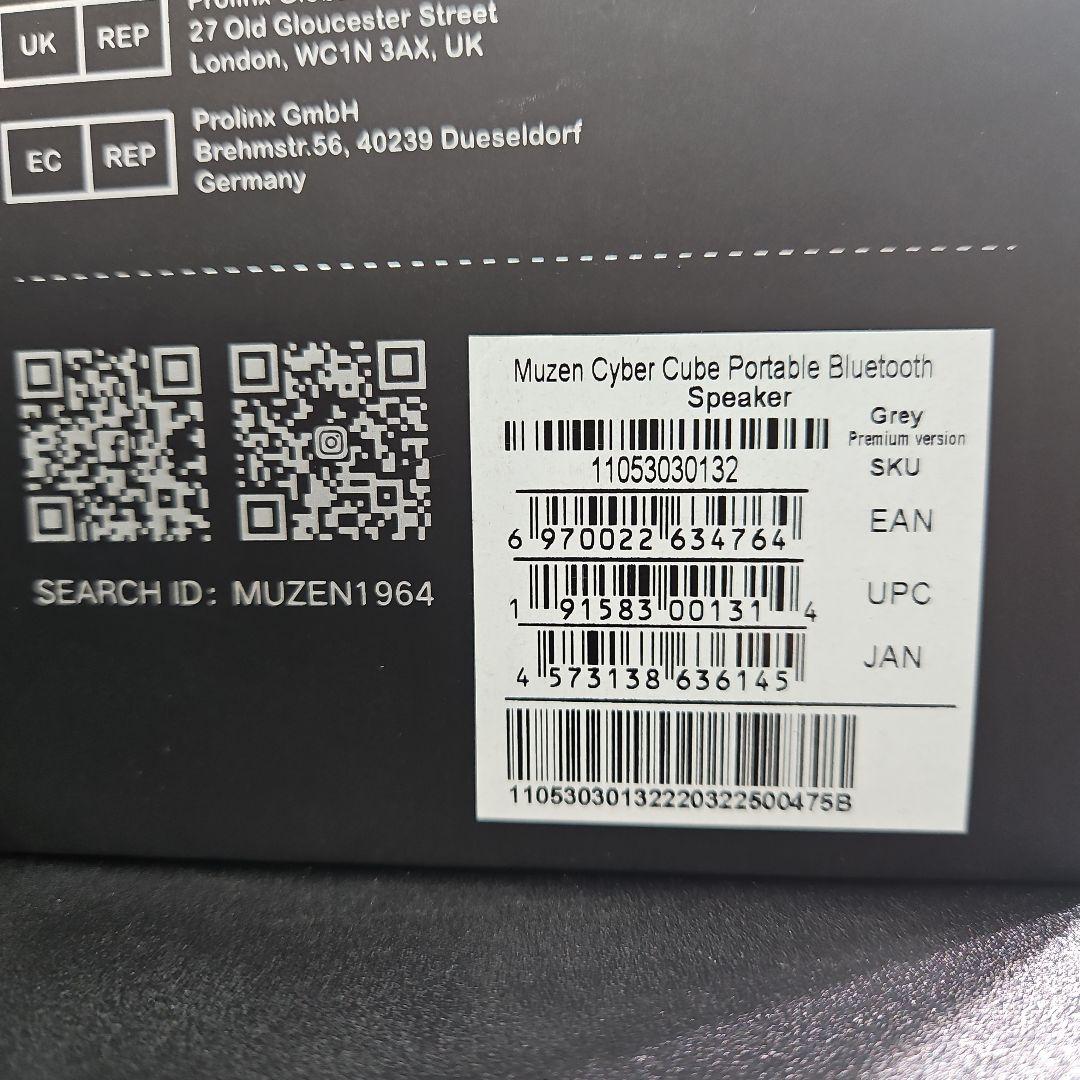 Prolinx Glob
UK REP
27 Old Gloucester Street
London, WC1N 3AX, UK
EC REP
Prolinx GmbH
Brehmstr.56, 40239 Dueseldorf
Germany
SEARCH ID: MUZEN1964
Muzen Cyber Cube Portable Bluetooth
Speaker
Grey
Premium version
11053030132 SKU
6 970022 634764 EAN
1 91583 00131 4 UPC
4 573138 636145 JAN
11053030132220322500475B